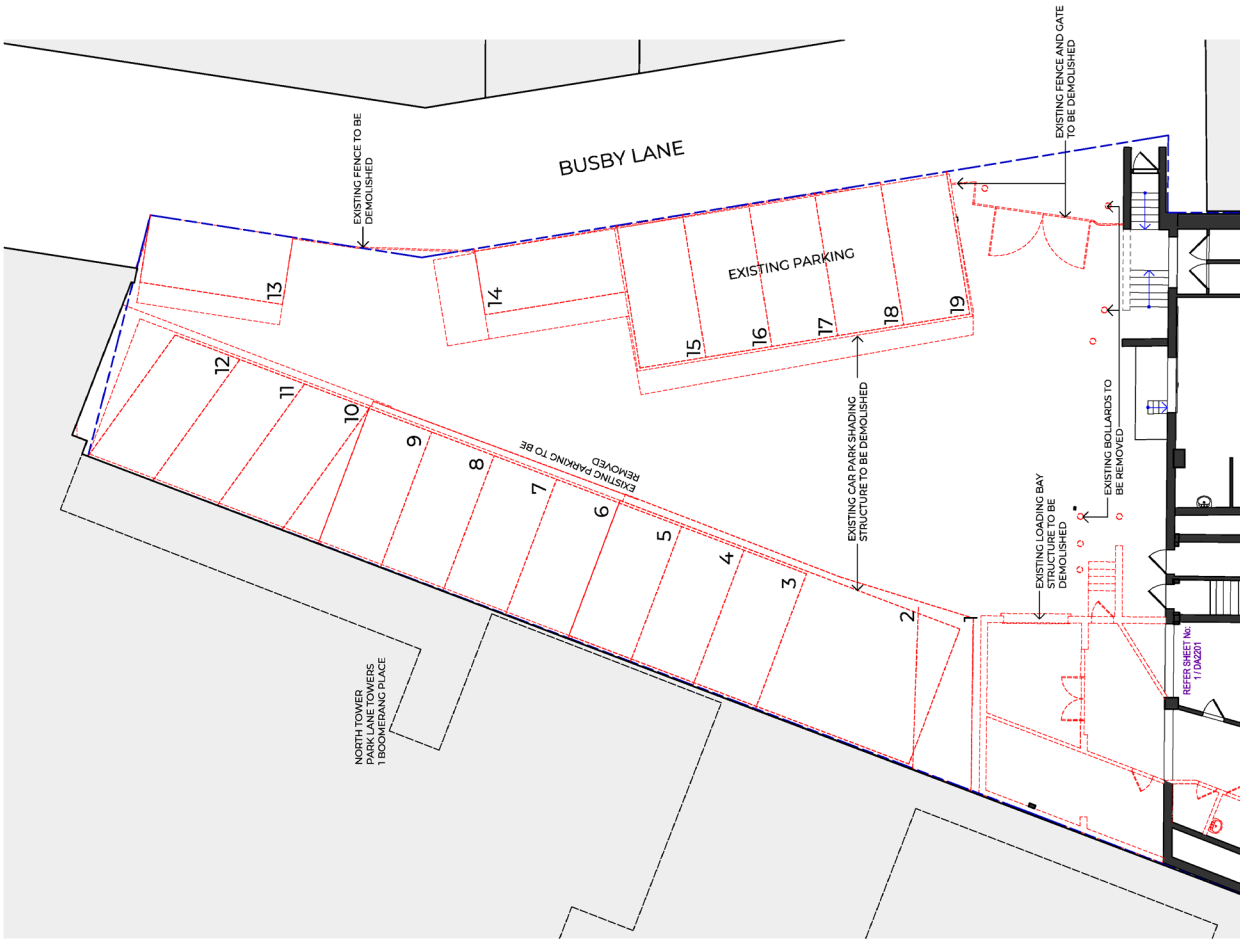 EXISTING FENCE AND GATE
TO BE DEMOLISHED
EXISTING FENCE TO BE
DEMOLISHED
BUSBY LANE
EXISTING PARKING
13
14
15
16
17
18
19
12
11
10
9
8
7
6
5
4
3
2
1
EXISTING PARKING TO BE
REMOVED
EXISTING CAR PARK SHADING
STRUCTURE TO BE DEMOLISHED
EXISTING BOLLARDS TO
BE REMOVED
EXISTING LOADING BAY
STRUCTURE TO BE
DEMOLISHED
REFER SHEET No:
1 / DA2201
NORTH TOWER
PARK LANE TOWERS
1 BOOMERANG PLACE